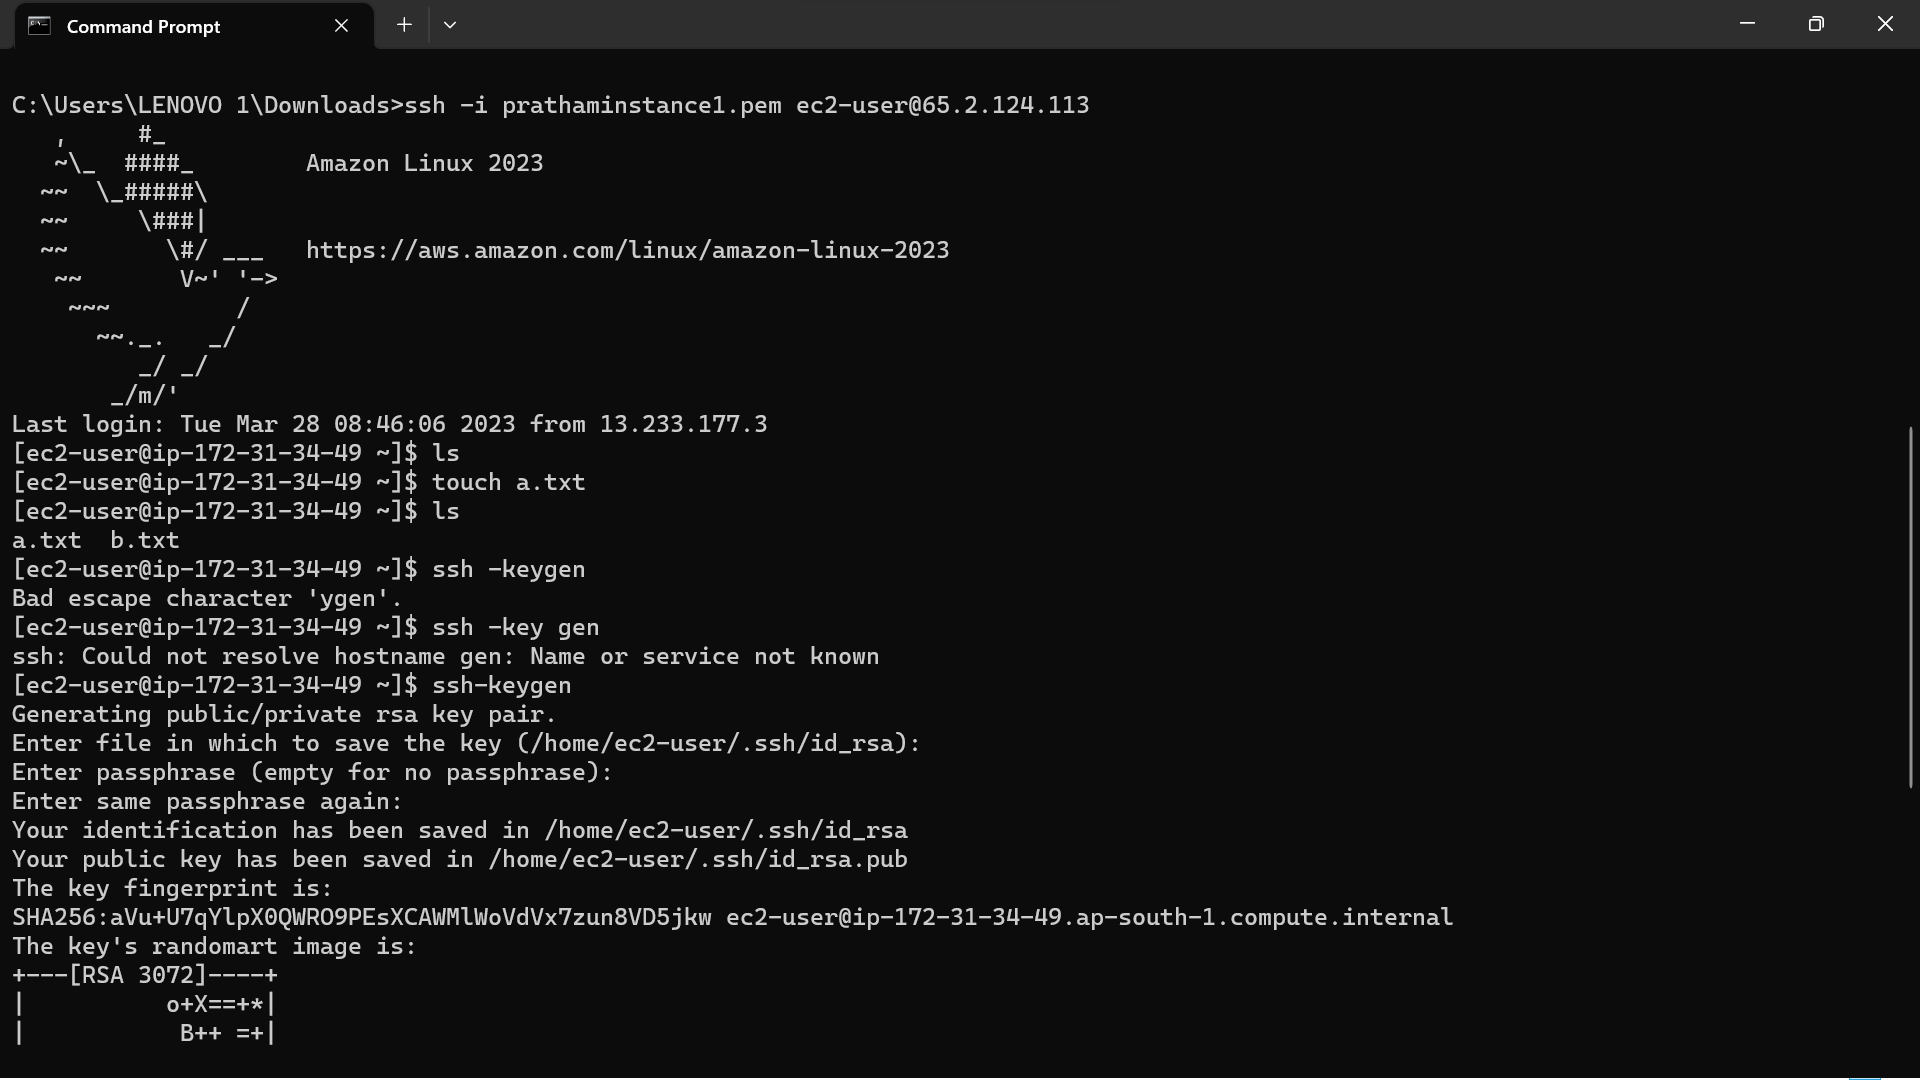 Command Prompt
C:\Users\LENOVO 1\Downloads>ssh -i prathaminstance1.pem ec2-user@65.2.124.113
   ,     #_
   ~\_  ####_        Amazon Linux 2023
  ~~  \_#####\
  ~~     \###|
  ~~       \#/ ___   https://aws.amazon.com/linux/amazon-linux-2023
   ~~       V~' '->
    ~~~         /
      ~~._.   _/
         _/ _/
       _/m/'
Last login: Tue Mar 28 08:46:06 2023 from 13.233.177.3
[ec2-user@ip-172-31-34-49 ~]$ ls
[ec2-user@ip-172-31-34-49 ~]$ touch a.txt
[ec2-user@ip-172-31-34-49 ~]$ ls
a.txt  b.txt
[ec2-user@ip-172-31-34-49 ~]$ ssh -keygen
Bad escape character 'ygen'.
[ec2-user@ip-172-31-34-49 ~]$ ssh -key gen
ssh: Could not resolve hostname gen: Name or service not known
[ec2-user@ip-172-31-34-49 ~]$ ssh-keygen
Generating public/private rsa key pair.
Enter file in which to save the key (/home/ec2-user/.ssh/id_rsa):
Enter passphrase (empty for no passphrase):
Enter same passphrase again:
Your identification has been saved in /home/ec2-user/.ssh/id_rsa
Your public key has been saved in /home/ec2-user/.ssh/id_rsa.pub
The key fingerprint is:
SHA256:aVu+U7qYlpX0QWRO9PEsXCAWMlWoVdVx7zun8VD5jkw ec2-user@ip-172-31-34-49.ap-south-1.compute.internal
The key's randomart image is:
+---[RSA 3072]----+
|          o+X==+*|
|           B++ =+|